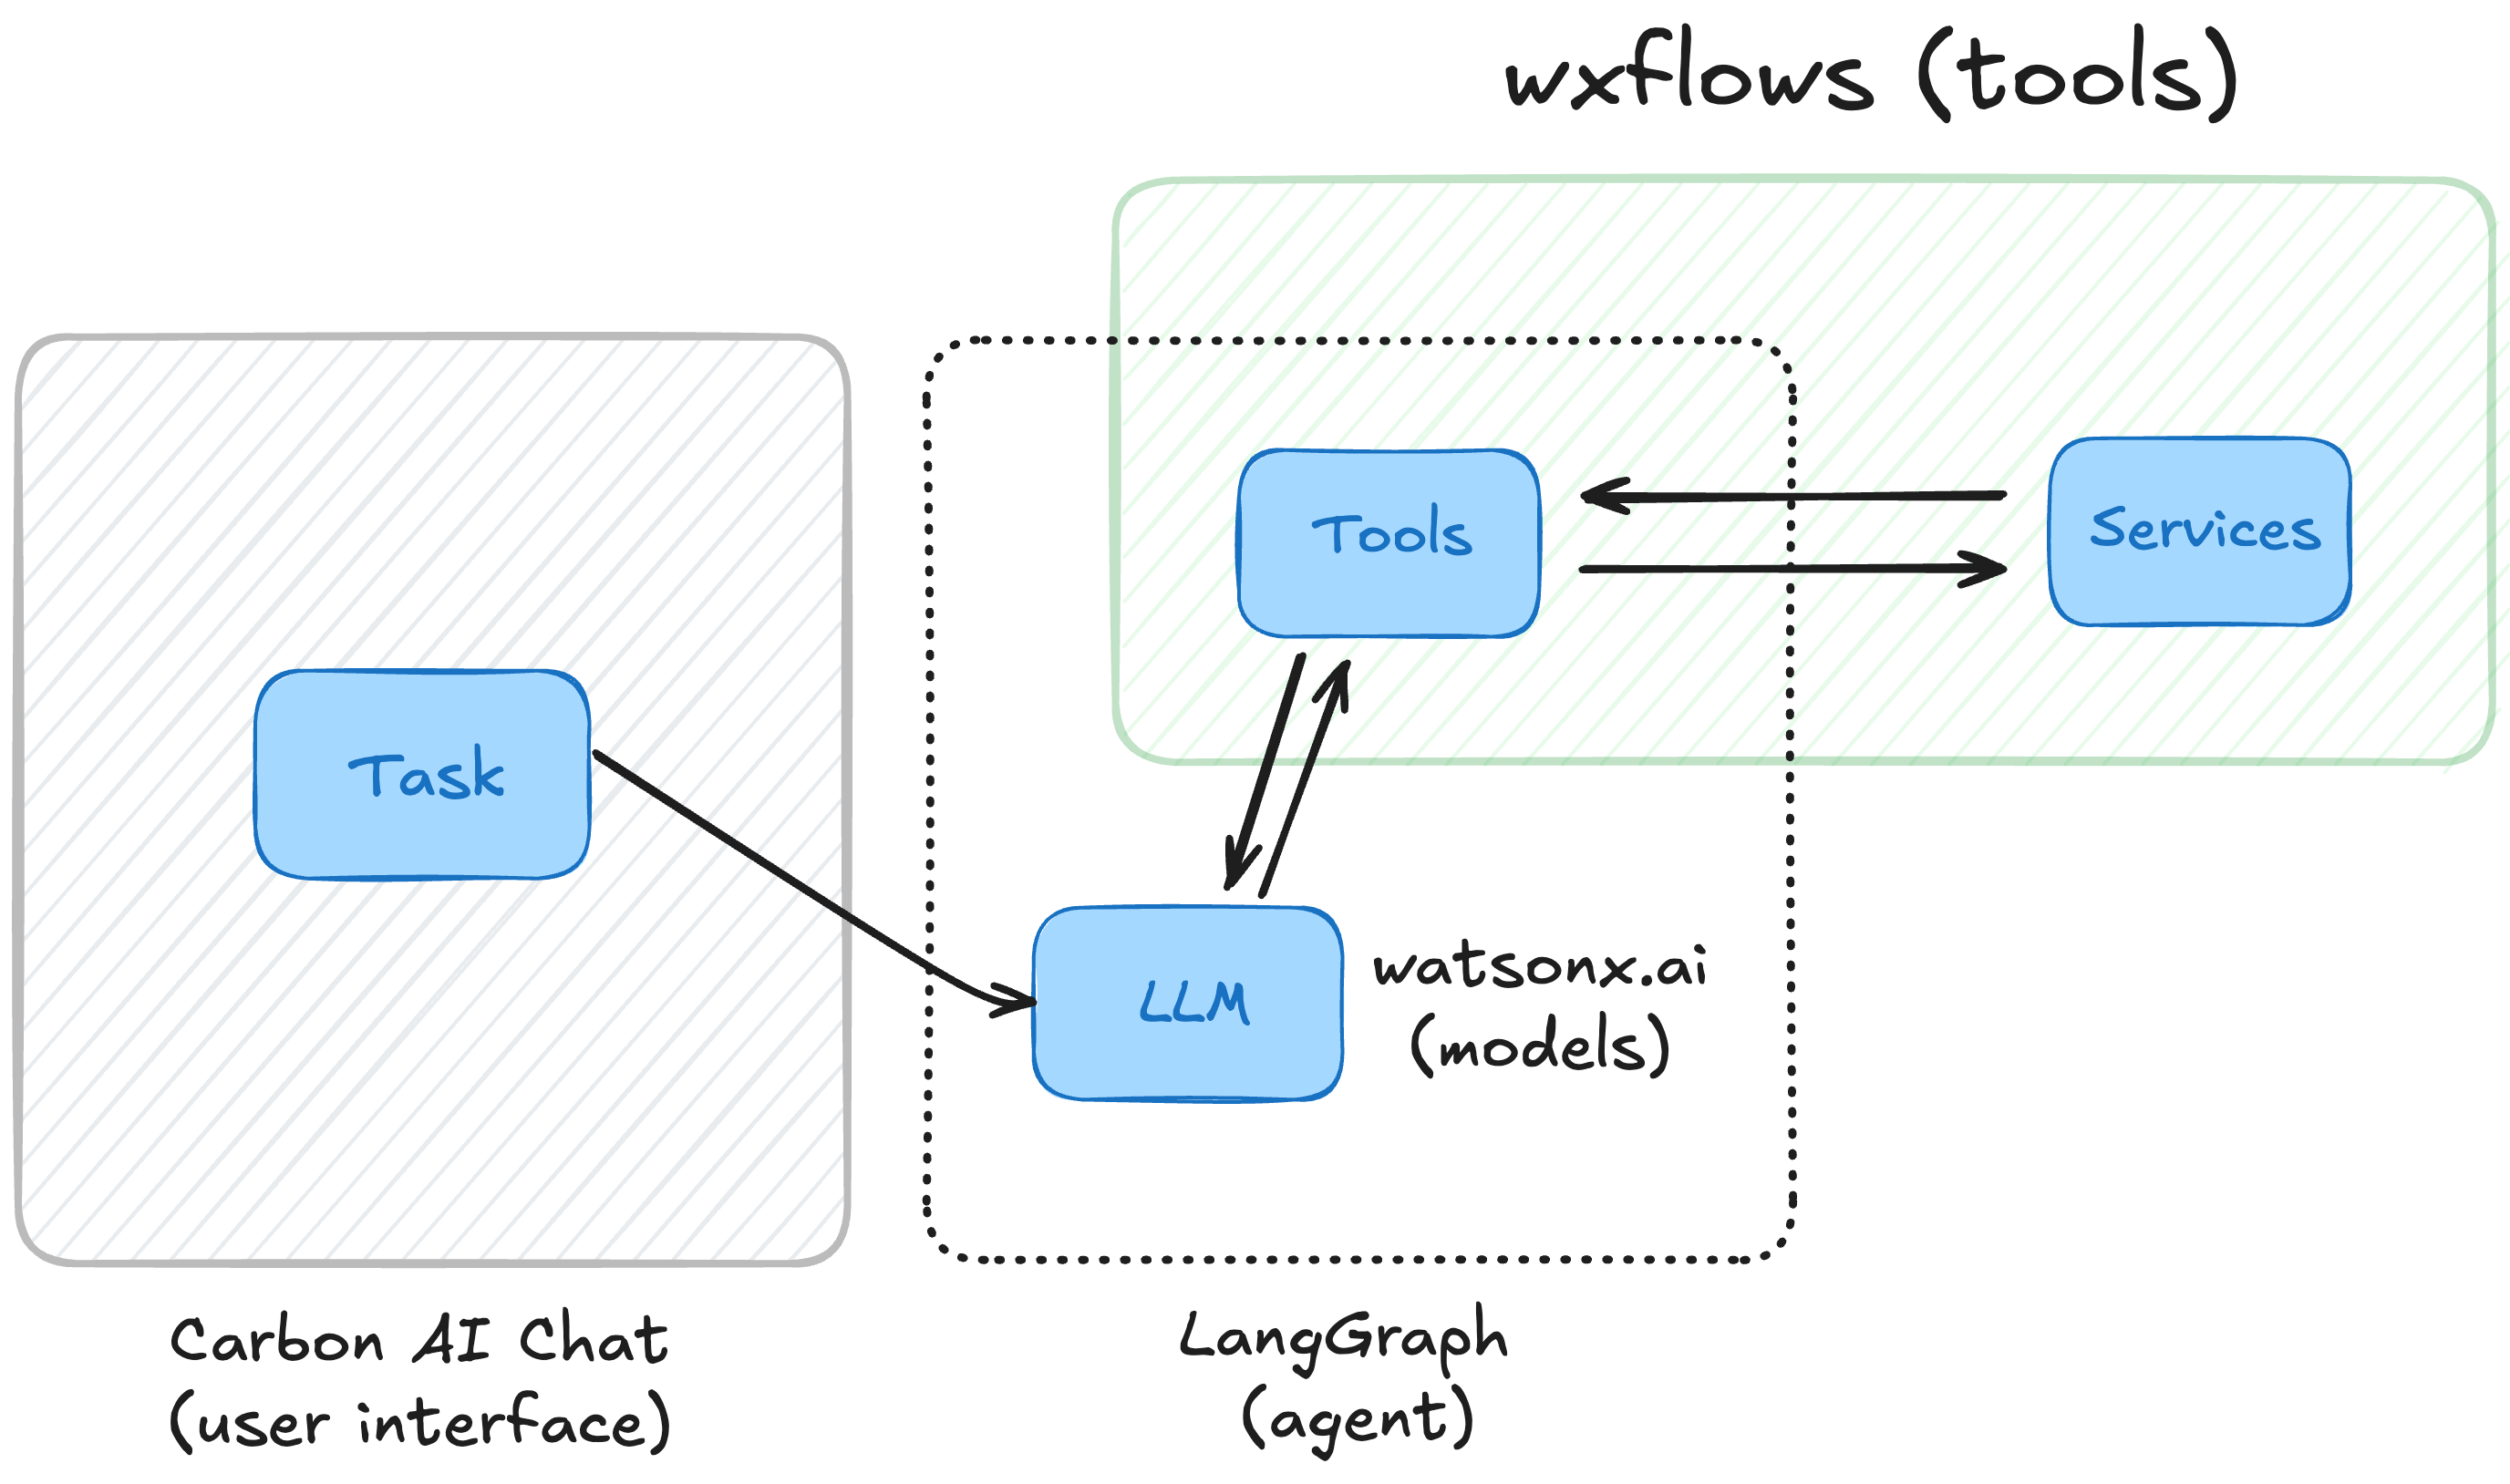 wxflows (tools)
Tools
Services
Task
LLM
watsonx.ai
(models)
Carbon AI Chat
(user interface)
LangGraph
(agent)